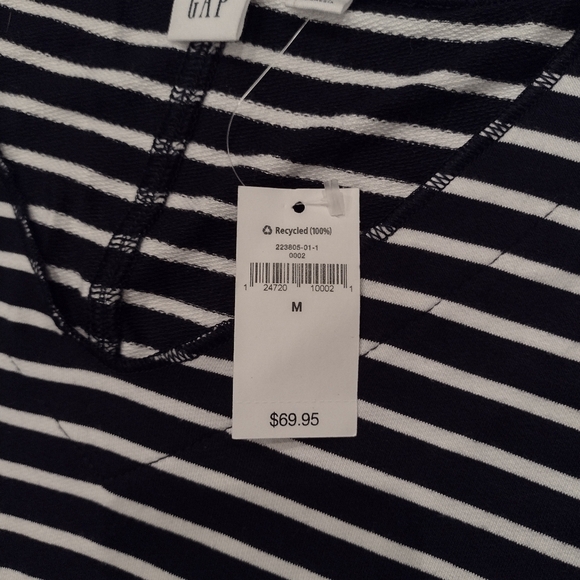 GAP
♻ Recycled (100%)
223805-01-1
0002
1 24720 10002 1
M
$69.95